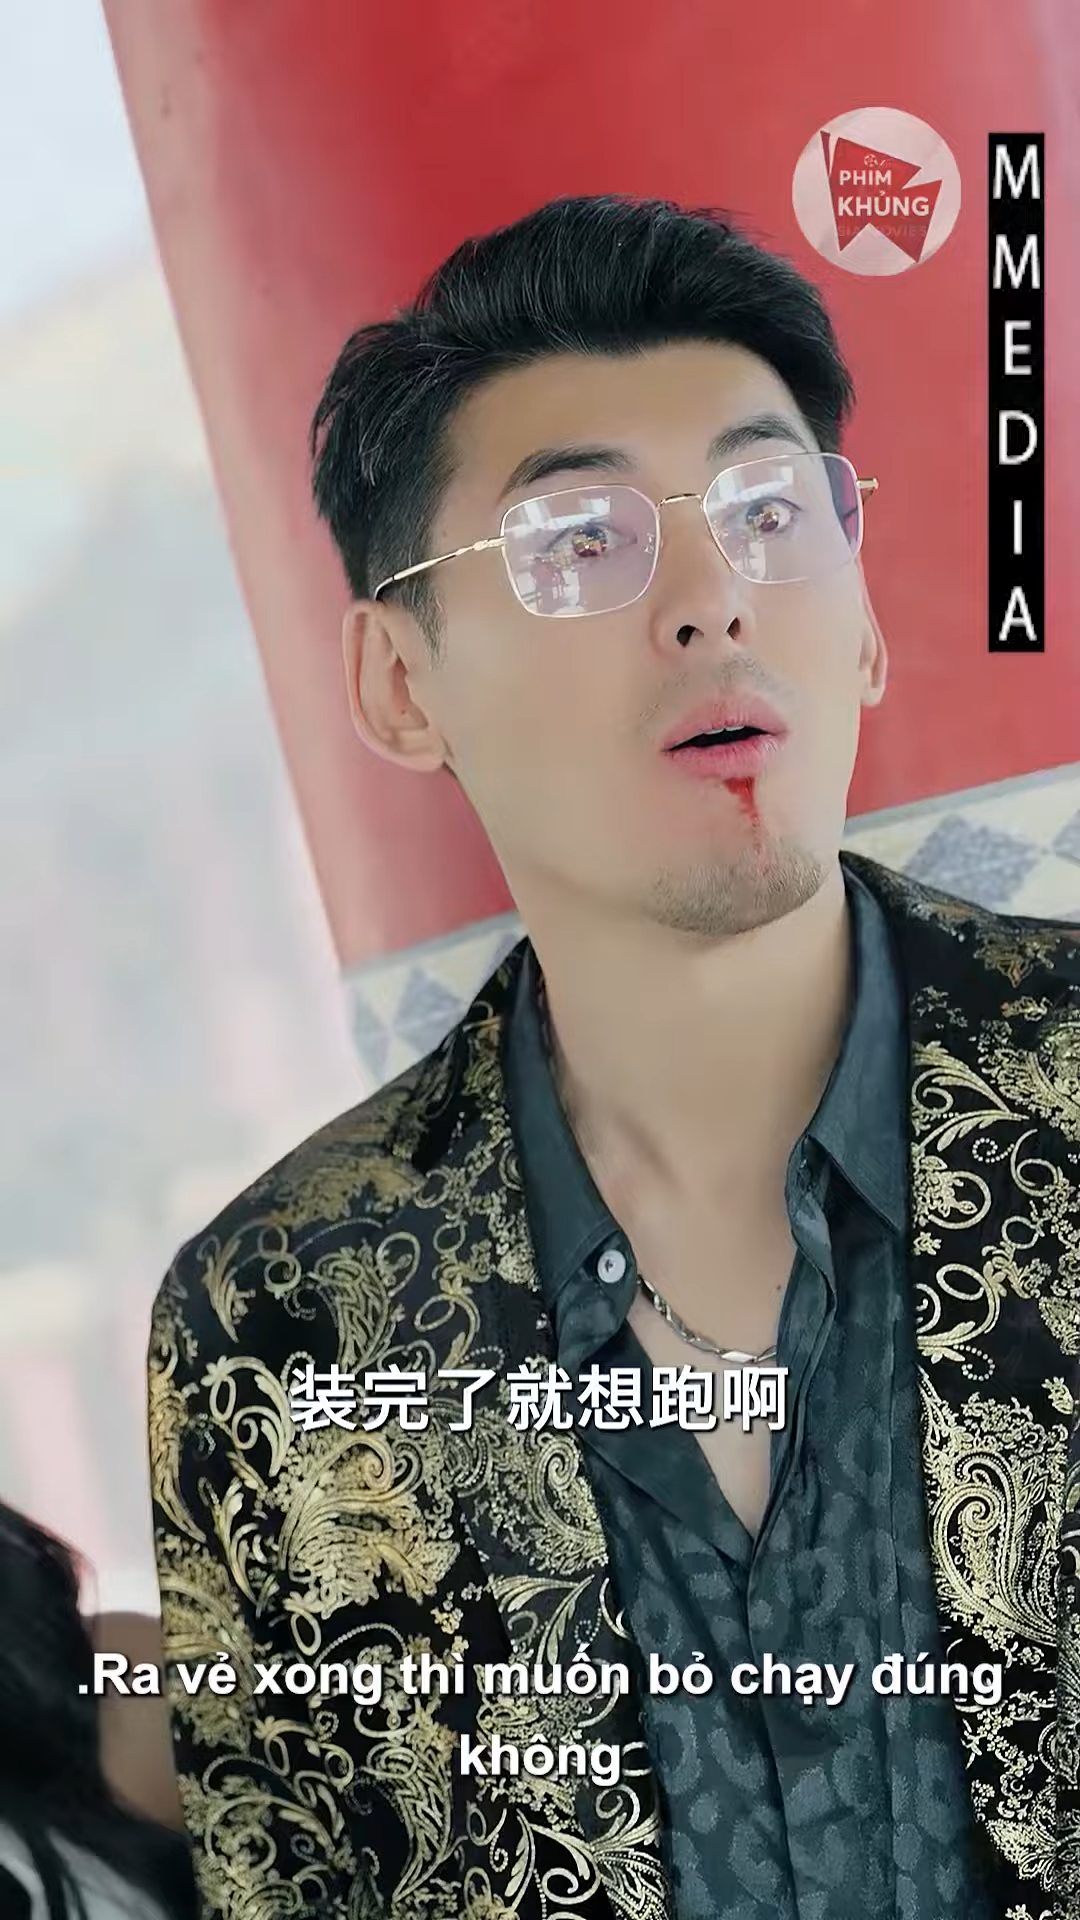 PHIM
KHỦNG
MMEDIA
装完了就想跑啊
.Ra vẻ xong thì muốn bỏ chạy đúng
không